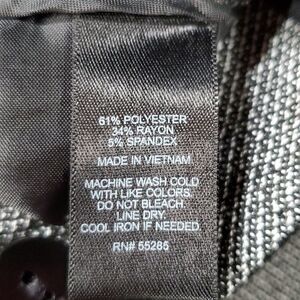 61% POLYESTER
34% RAYON
5% SPANDEX
MADE IN VIETNAM
MACHINE WASH COLD
WITH LIKE COLORS.
DO NOT BLEACH.
LINE DRY.
COOL IRON IF NEEDED.
RN# 55285